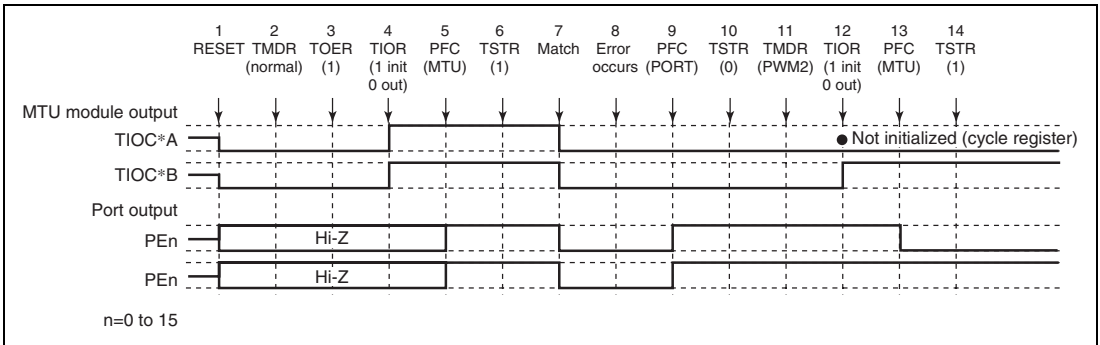 1 2 3 4 5 6 7 8 9 10 11 12 13 14
RESET TMDR TOER TIOR PFC TSTR Match Error PFC TSTR TMDR TIOR PFC TSTR
(normal) (1) (1 init (MTU) (1) occurs (PORT) (0) (PWM2) (1 init (MTU) (1)
0 out) 0 out)
MTU module output
TIOC*A
● Not initialized (cycle register)
TIOC*B
Port output
PEn
Hi-Z
PEn
Hi-Z
n=0 to 15